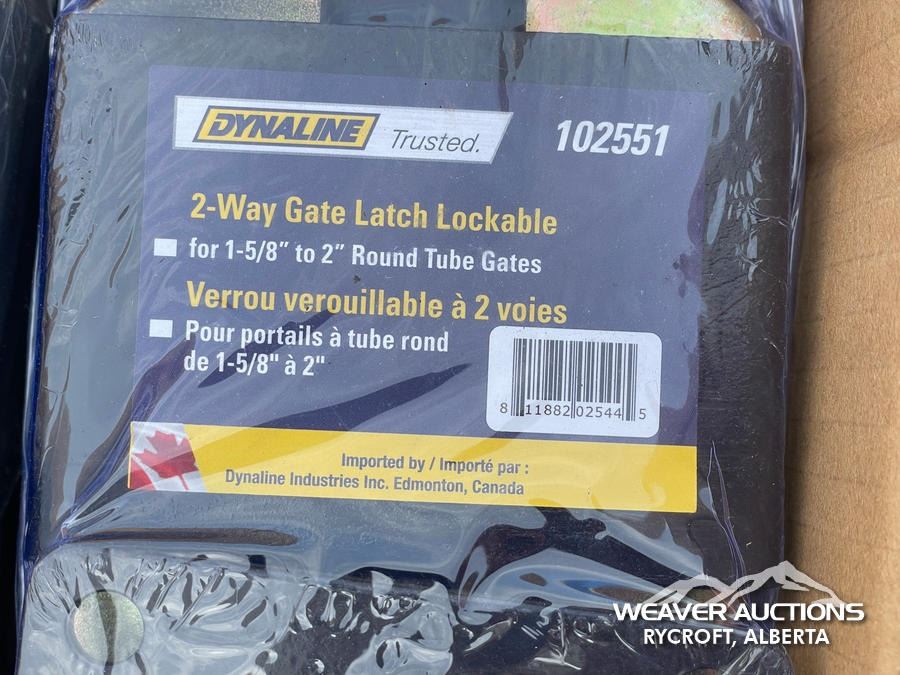 DYNALINE Trusted. 102551
2-Way Gate Latch Lockable
for 1-5/8" to 2" Round Tube Gates
Verrou verouillable à 2 voies
Pour portails à tube rond
de 1-5/8" à 2"
8 11882 02544 5
Imported by / Importé par :
Dynaline Industries Inc. Edmonton, Canada
WEAVER AUCTIONS
RYCROFT, ALBERTA